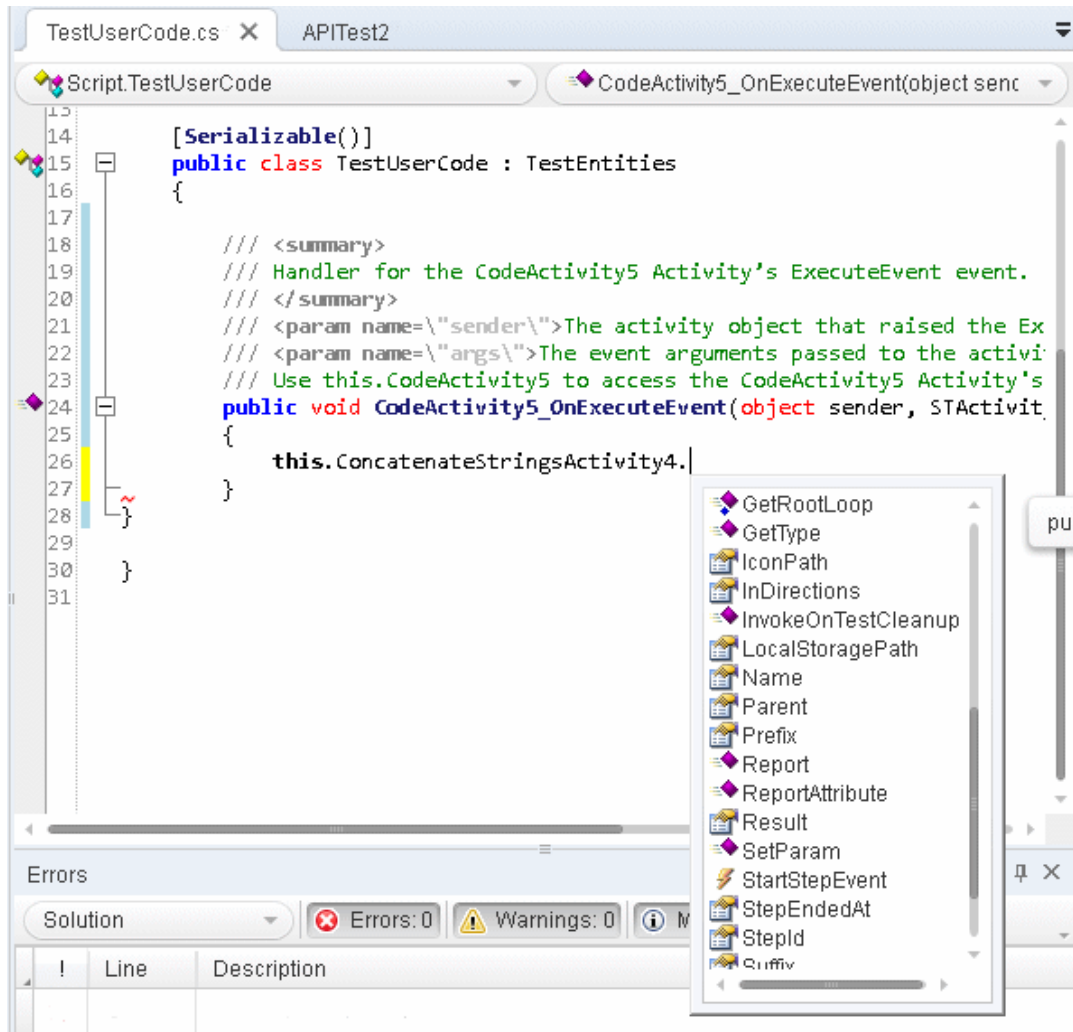 TestUserCode.cs
APITest2
Script.TestUserCode
CodeActivity5_OnExecuteEvent(object senc
14 [Serializable()]
15 public class TestUserCode : TestEntities
16 {
17
18 /// <summary>
19 /// Handler for the CodeActivity5 Activity’s ExecuteEvent event.
20 /// </summary>
21 /// <param name=\"sender\">The activity object that raised the Ex
22 /// <param name=\"args\">The event arguments passed to the activi
23 /// Use this.CodeActivity5 to access the CodeActivity5 Activity's
24 public void CodeActivity5_OnExecuteEvent(object sender, STActivit
25 {
26 this.ConcatenateStringsActivity4.
27 }
28 }
29
30 }
31
GetRootLoop
GetType
IconPath
InDirections
InvokeOnTestCleanup
LocalStoragePath
Name
Parent
Prefix
Report
ReportAttribute
Result
SetParam
StartStepEvent
StepEndedAt
StepId
Suffix
pu
Errors
Solution
Errors: 0
Warnings: 0
M
! Line Description